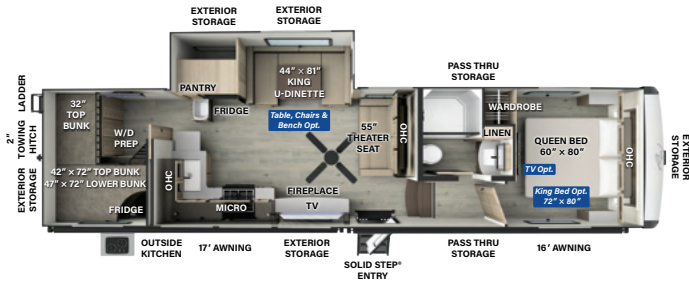 EXTERIOR
STORAGE
EXTERIOR
STORAGE
PASS THRU
STORAGE
2"
TOWING
HITCH
LADDER
EXTERIOR
STORAGE
32"
TOP
BUNK
W/D
PREP
42" x 72" TOP BUNK
47" x 72" LOWER BUNK
FRIDGE
PANTRY
FRIDGE
44" x 81"
KING
U-DINETTE
Table, Chairs &
Bench Opt.
55"
THEATER
SEAT
OHC
OHC
MICRO
FIREPLACE
TV
WARDROBE
LINEN
QUEEN BED
60" x 80"
TV Opt.
King Bed Opt.
72" x 80"
OHC
EXTERIOR
STORAGE
OUTSIDE
KITCHEN
17' AWNING
EXTERIOR
STORAGE
SOLID STEP®
ENTRY
PASS THRU
STORAGE
16' AWNING